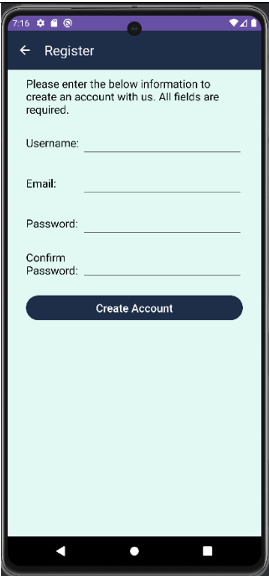 7:16
Register
Please enter the below information to
create an account with us. All fields are
required.
Username:
Email:
Password:
Confirm
Password:
Create Account